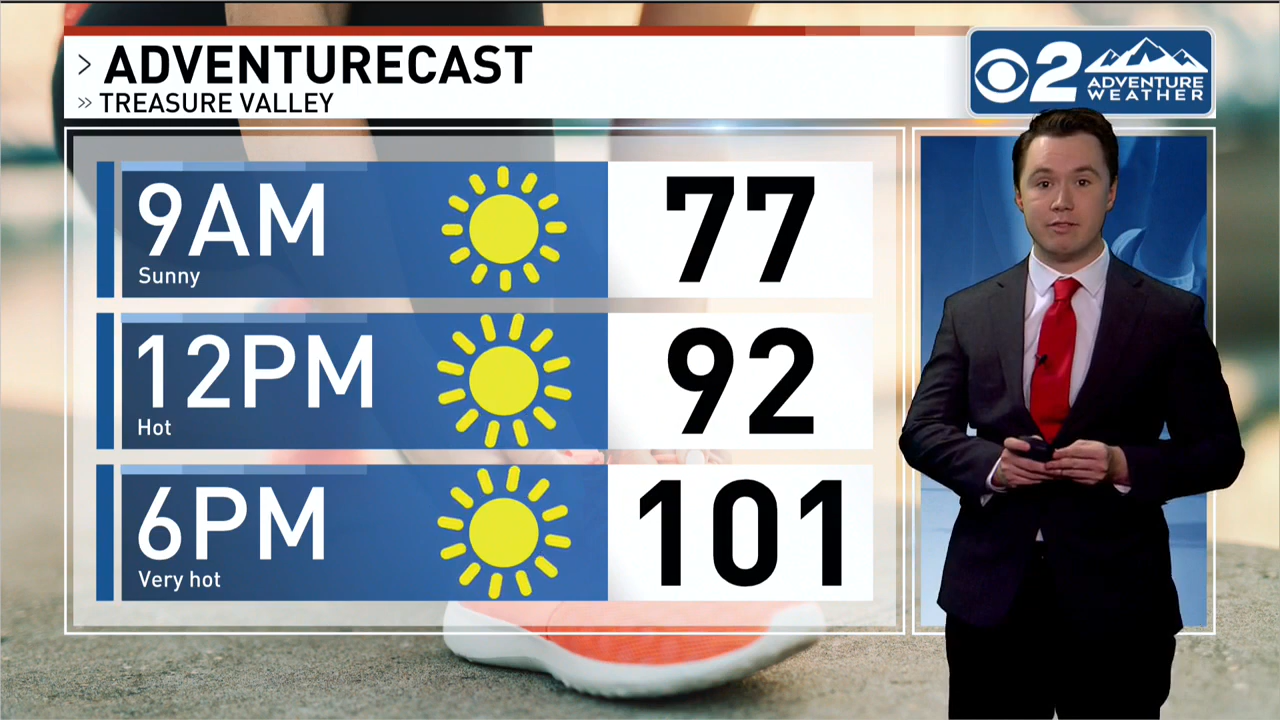 > ADVENTURECAST
» TREASURE VALLEY
2 ADVENTURE
WEATHER
9AM
Sunny
77
12PM
Hot
92
6PM
Very hot
101